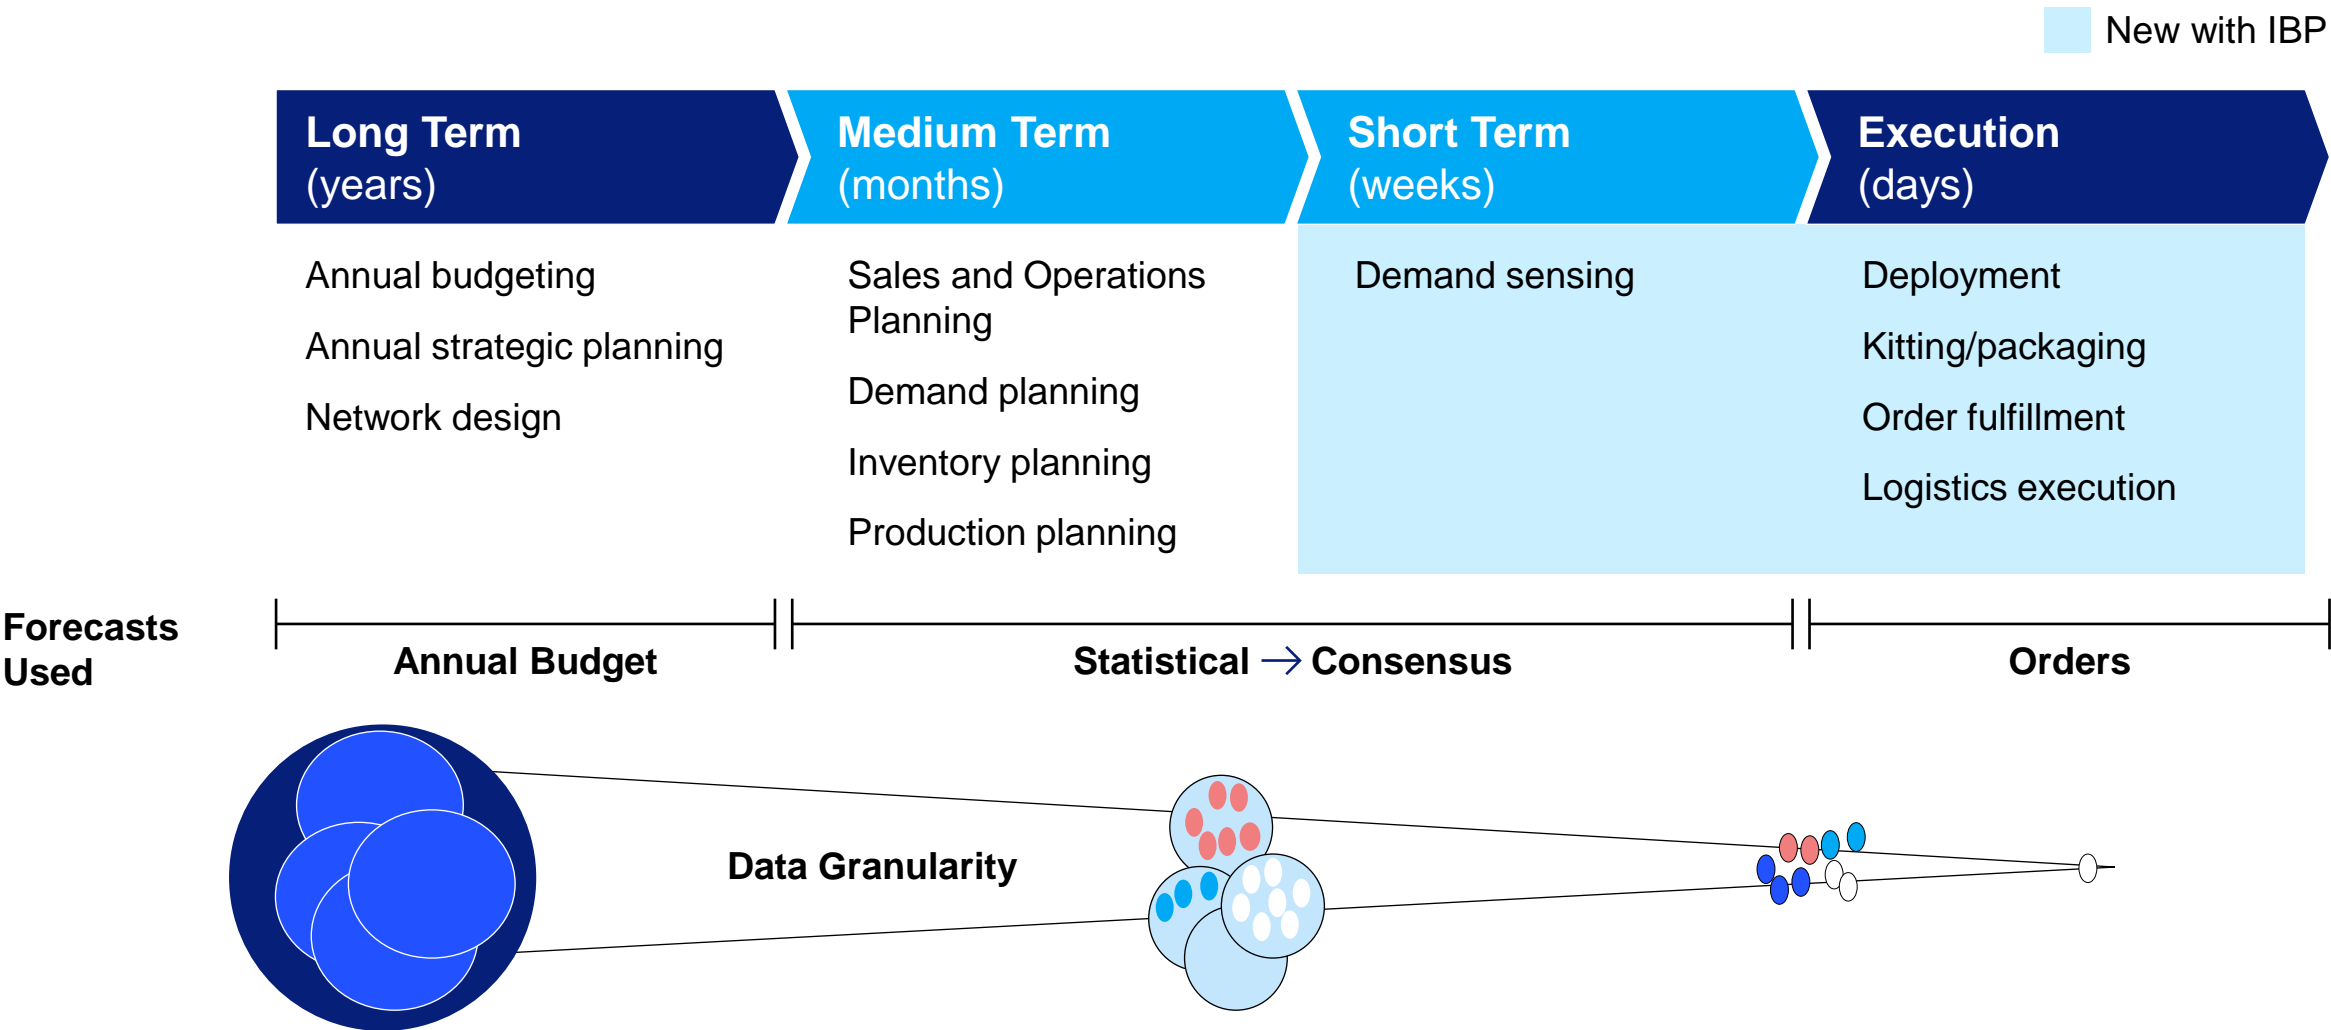 New with IBP
Long Term
(years)
Medium Term
(months)
Short Term
(weeks)
Execution
(days)
Annual budgeting
Annual strategic planning
Network design
Sales and Operations
Planning
Demand planning
Inventory planning
Production planning
Demand sensing
Deployment
Kitting/packaging
Order fulfillment
Logistics execution
Forecasts
Used
Annual Budget
Statistical → Consensus
Orders
Data Granularity